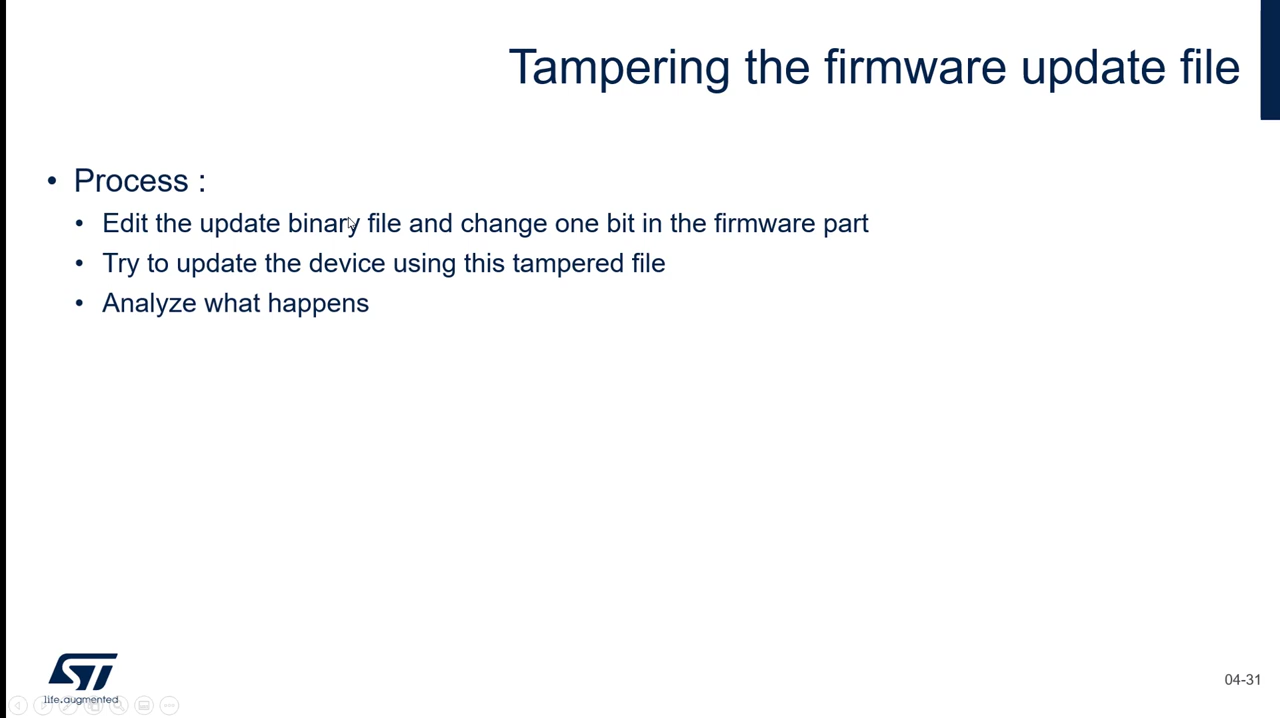 Tampering the firmware update file
• Process :
• Edit the update binary file and change one bit in the firmware part
• Try to update the device using this tampered file
• Analyze what happens
ST
life.augmented
04-31